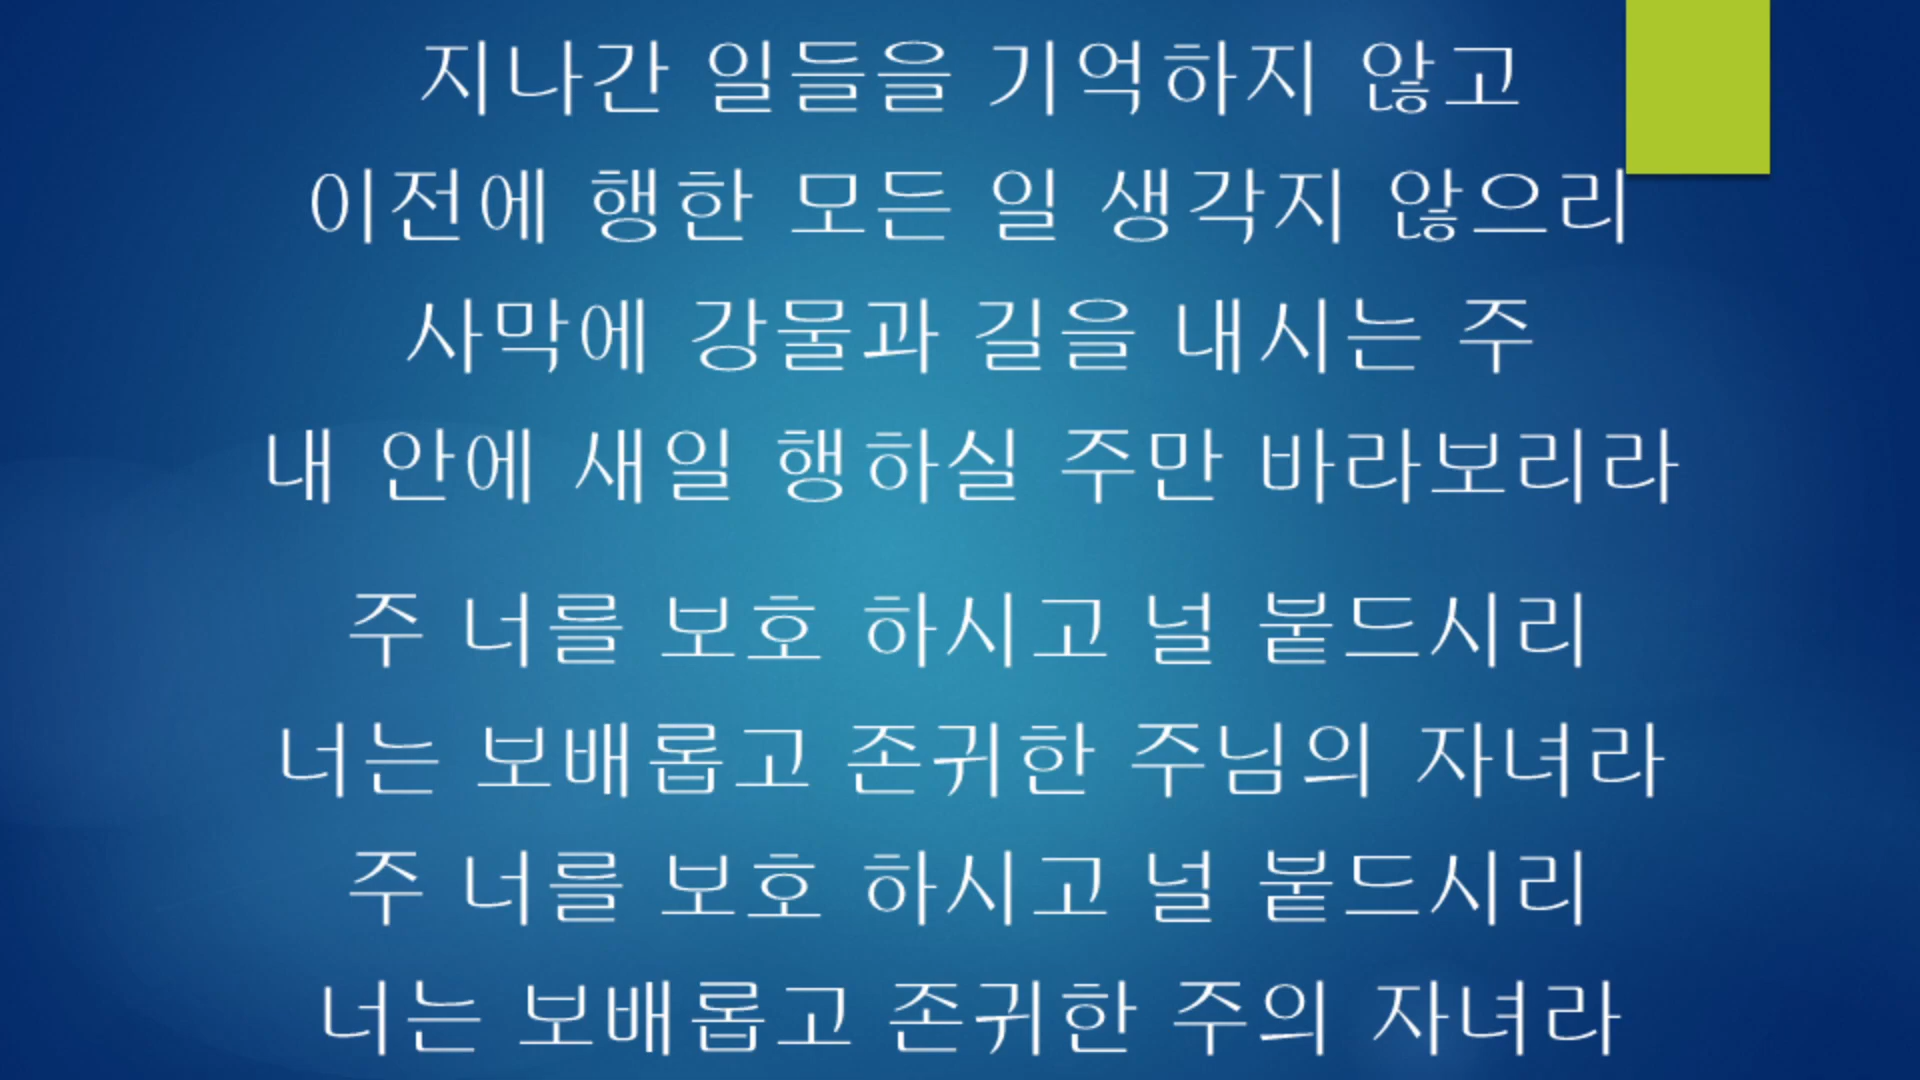 지나간 일들을 기억하지 않고
이전에 행한 모든 일 생각지 않으리
사막에 강물과 길을 내시는 주
내 안에 새일 행하실 주만 바라보리라
주 너를 보호 하시고 널 붙드시리
너는 보배롭고 존귀한 주님의 자녀라
주 너를 보호 하시고 널 붙드시리
너는 보배롭고 존귀한 주의 자녀라